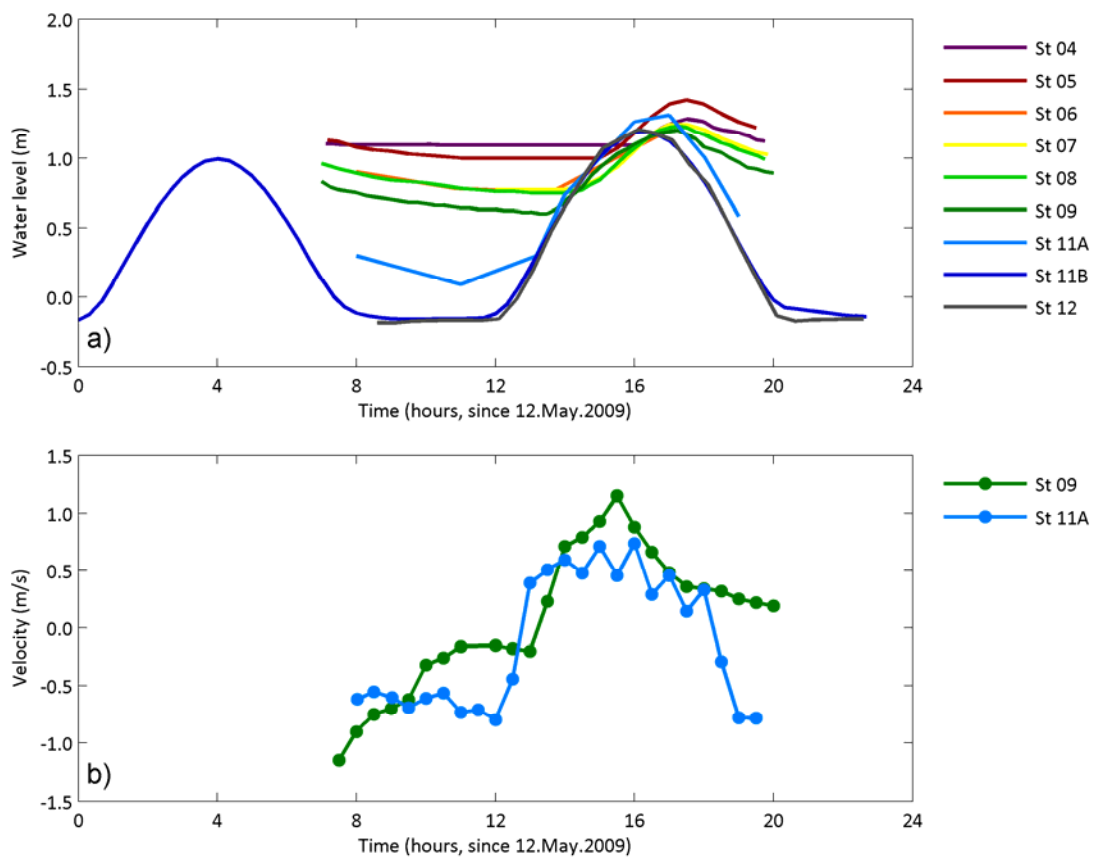 2.0
1.5
1.0
0.5
0.0
-0.5
Water level (m)
a)
0 4 8 12 16 20 24
Time (hours, since 12.May.2009)
St 04
St 05
St 06
St 07
St 08
St 09
St 11A
St 11B
St 12
1.5
1.0
0.5
0.0
-0.5
-1.0
-1.5
Velocity (m/s)
b)
0 4 8 12 16 20 24
Time (hours, since 12.May.2009)
St 09
St 11A